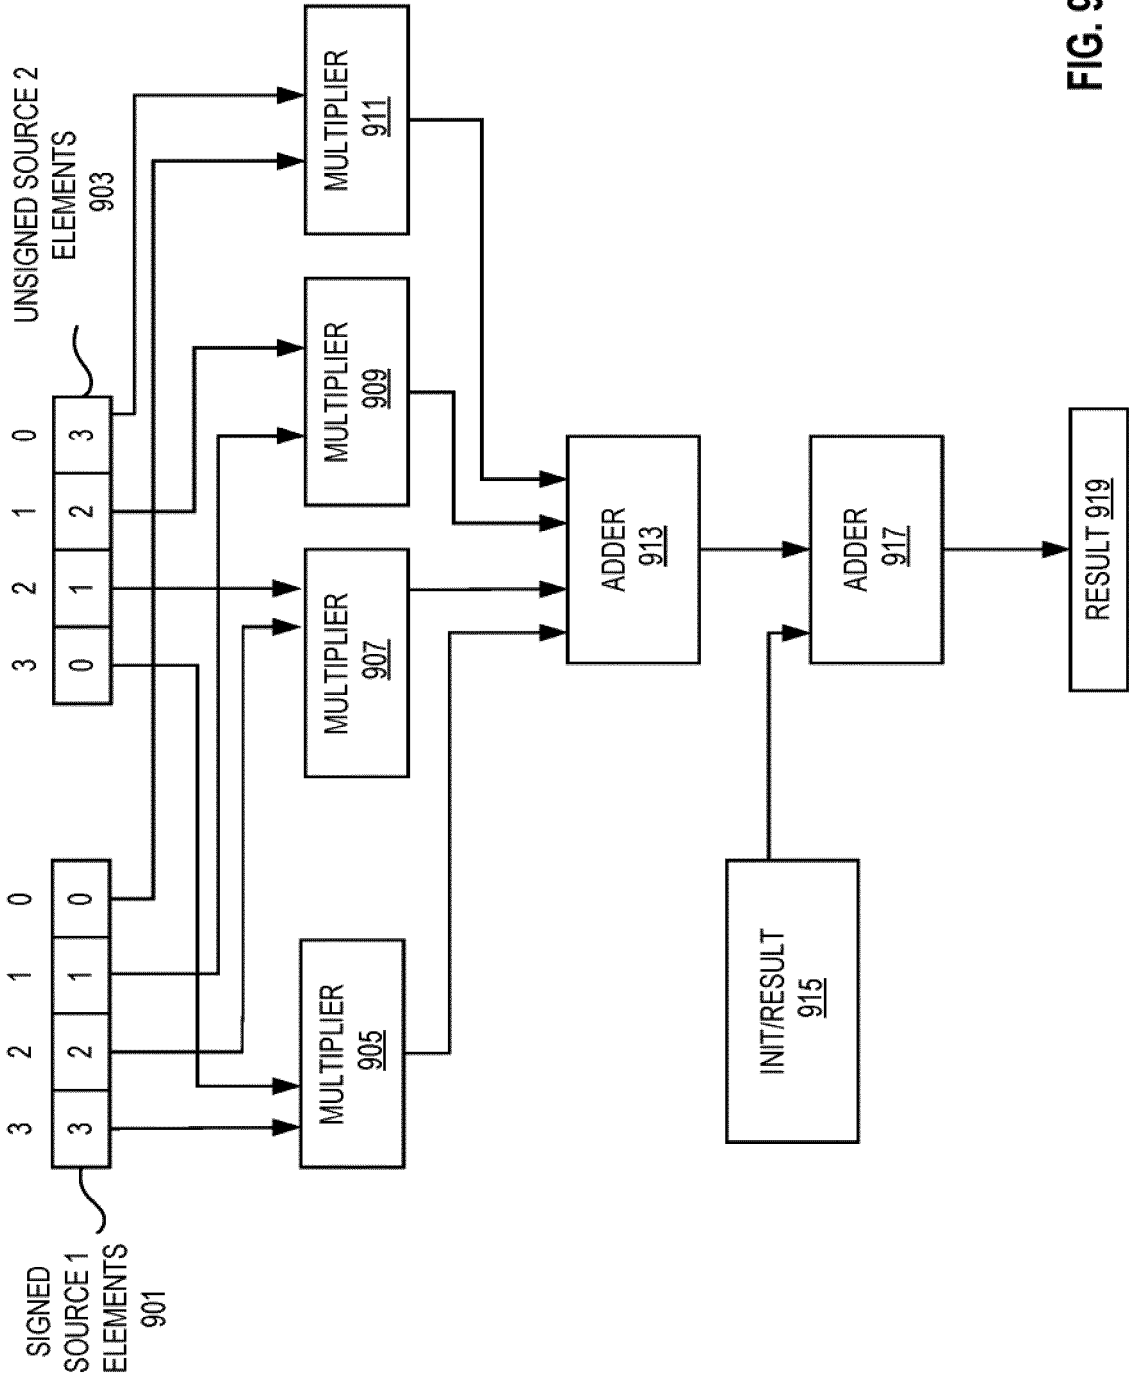 SIGNED
SOURCE 1
ELEMENTS
901
3 2 1 0
3 2 1 0
UNSIGNED SOURCE 2
ELEMENTS
903
3 2 1 0
0 1 2 3
MULTIPLIER
905
MULTIPLIER
907
MULTIPLIER
909
MULTIPLIER
911
ADDER
913
INIT/RESULT
915
ADDER
917
RESULT 919
FIG. 9